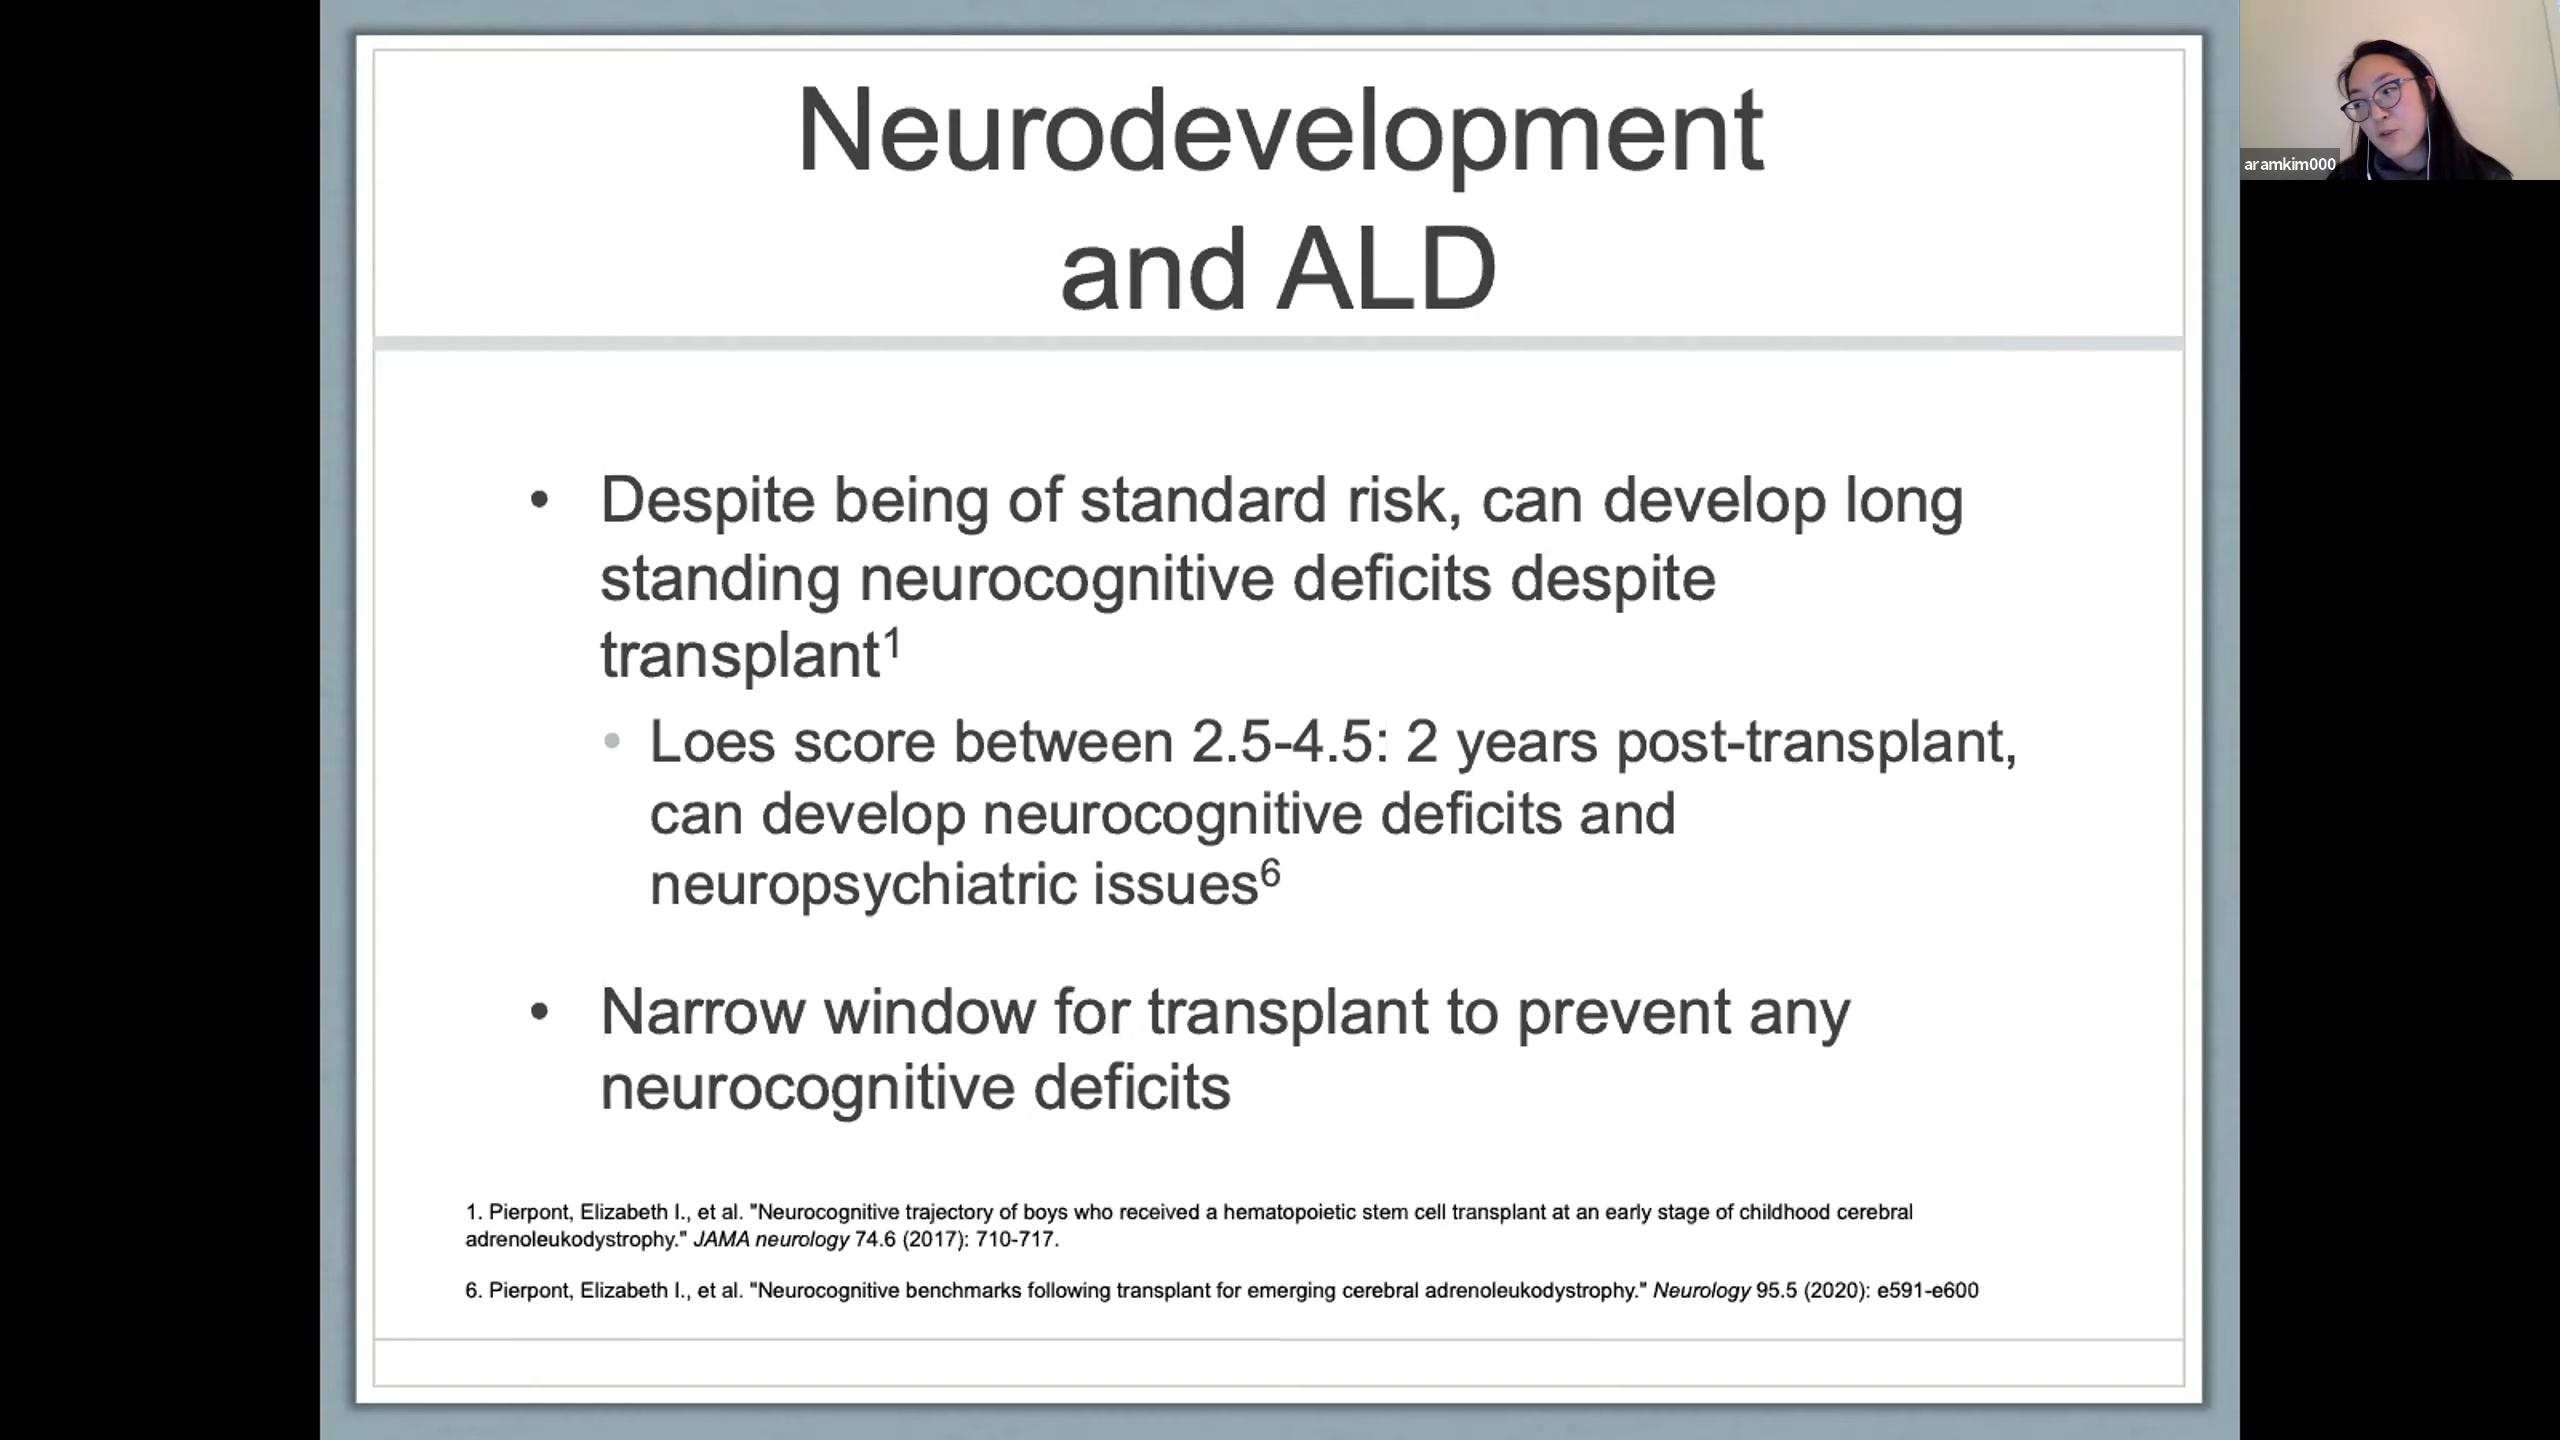 Neurodevelopment
and ALD
aramkim000
• Despite being of standard risk, can develop long
standing neurocognitive deficits despite
transplant¹
• Loes score between 2.5-4.5: 2 years post-transplant,
can develop neurocognitive deficits and
neuropsychiatric issues⁶
• Narrow window for transplant to prevent any
neurocognitive deficits
1. Pierpont, Elizabeth I., et al. "Neurocognitive trajectory of boys who received a hematopoietic stem cell transplant at an early stage of childhood cerebral
adrenoleukodystrophy." JAMA neurology 74.6 (2017): 710-717.
6. Pierpont, Elizabeth I., et al. "Neurocognitive benchmarks following transplant for emerging cerebral adrenoleukodystrophy." Neurology 95.5 (2020): e591-e600